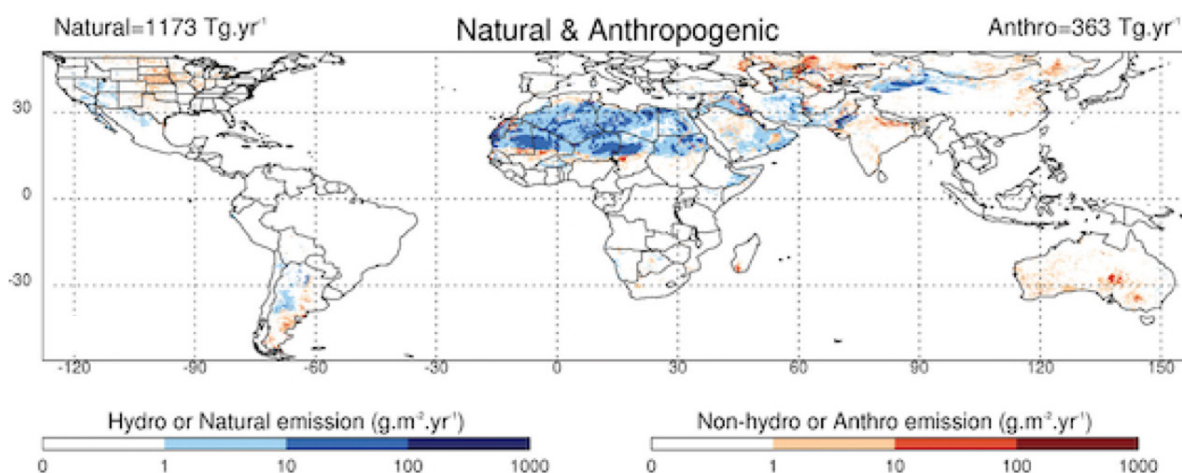 Natural=1173 Tg.yr⁻¹ Natural & Anthropogenic Anthro=363 Tg.yr⁻¹
30
0
-30
-120 -90 -60 -30 0 30 60 90 120 150
Hydro or Natural emission (g.m⁻².yr⁻¹) Non-hydro or Anthro emission (g.m⁻².yr⁻¹)
0 1 10 100 1000 0 1 10 100 1000